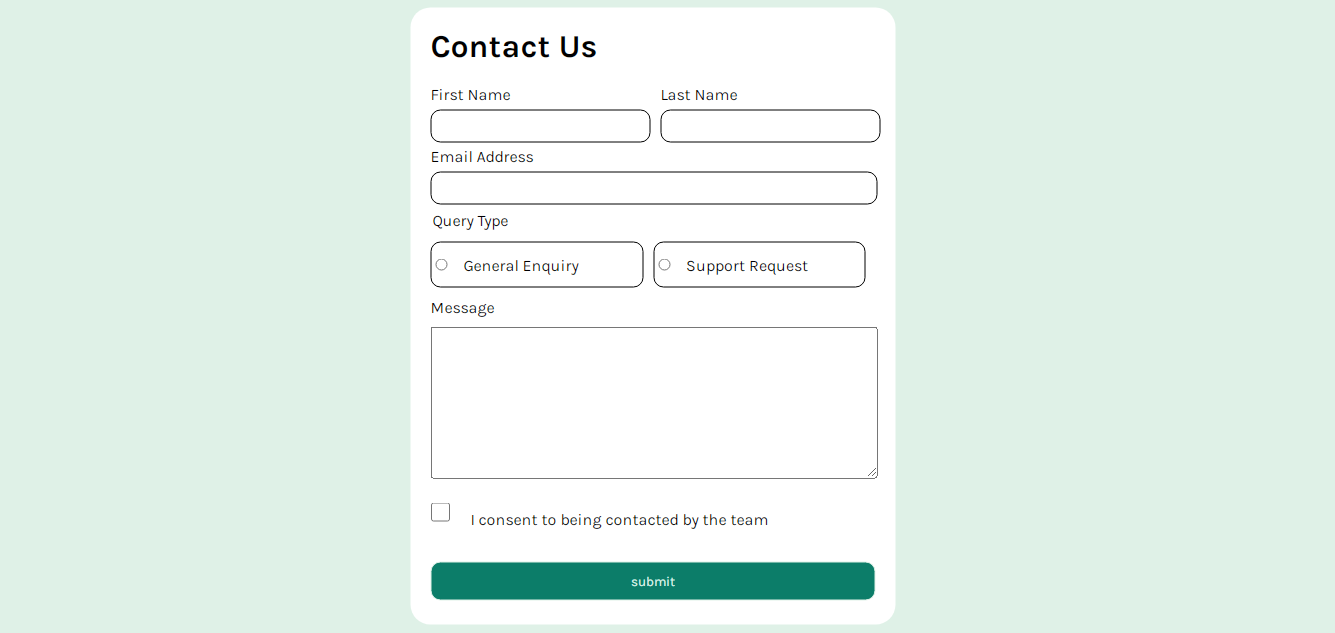 Contact Us
First Name Last Name
Email Address
Query Type
General Enquiry Support Request
Message
I consent to being contacted by the team
submit